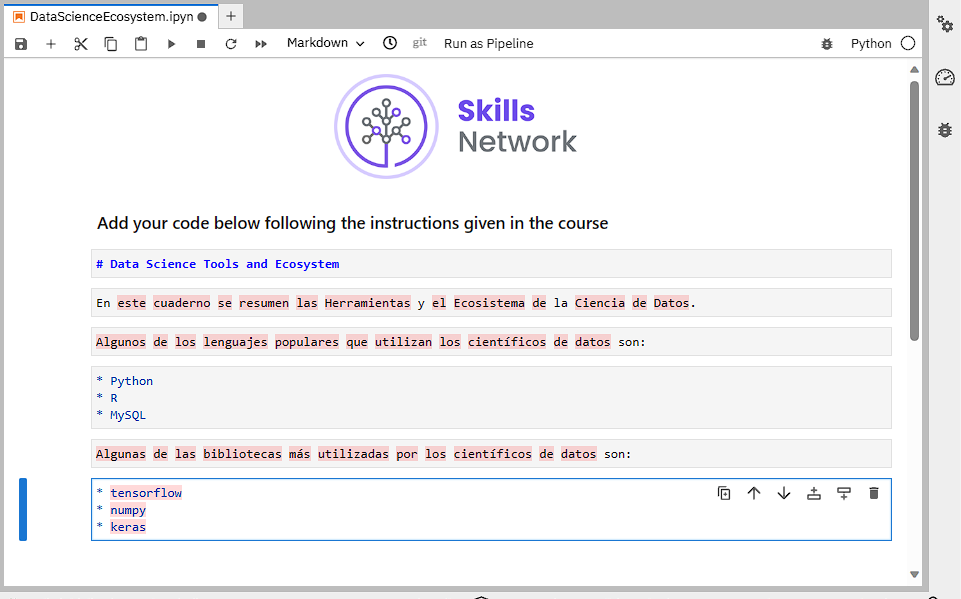 DataScienceEcosystem.ipyn
Markdown
git
Run as Pipeline
Python
Skills
Network
Add your code below following the instructions given in the course
# Data Science Tools and Ecosystem
En este cuaderno se resumen las Herramientas y el Ecosistema de la Ciencia de Datos.
Algunos de los lenguajes populares que utilizan los científicos de datos son:
* Python
* R
* MySQL
Algunas de las bibliotecas más utilizadas por los científicos de datos son:
* tensorflow
* numpy
* keras